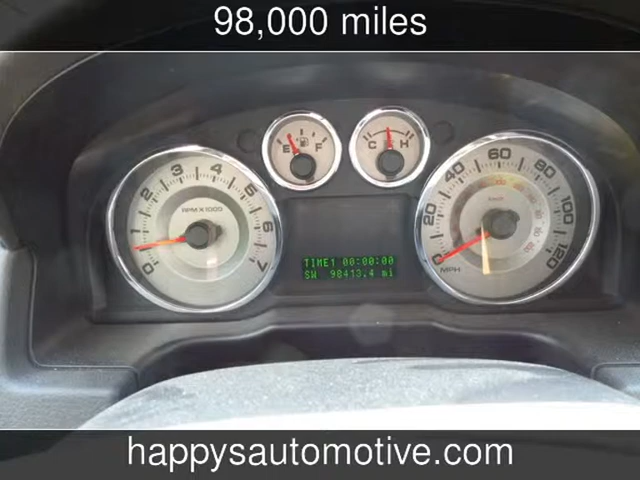 98,000 miles
E F
C H
0 1 2 3 4 5 6 7
RPM X 1000
0 20 40 60 80 100 120
MPH
km/h
TIME1 00:00:00
SW 98413.4 mi
happysautomotive.com